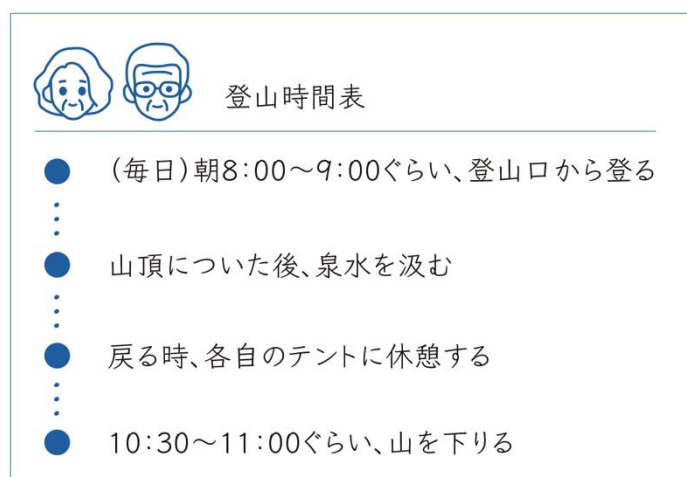 登山時間表
(毎日)朝8:00～9:00ぐらい、登山口から登る
山頂についた後、泉水を汲む
戻る時、各自のテントに休憩する
10:30～11:00ぐらい、山を下りる